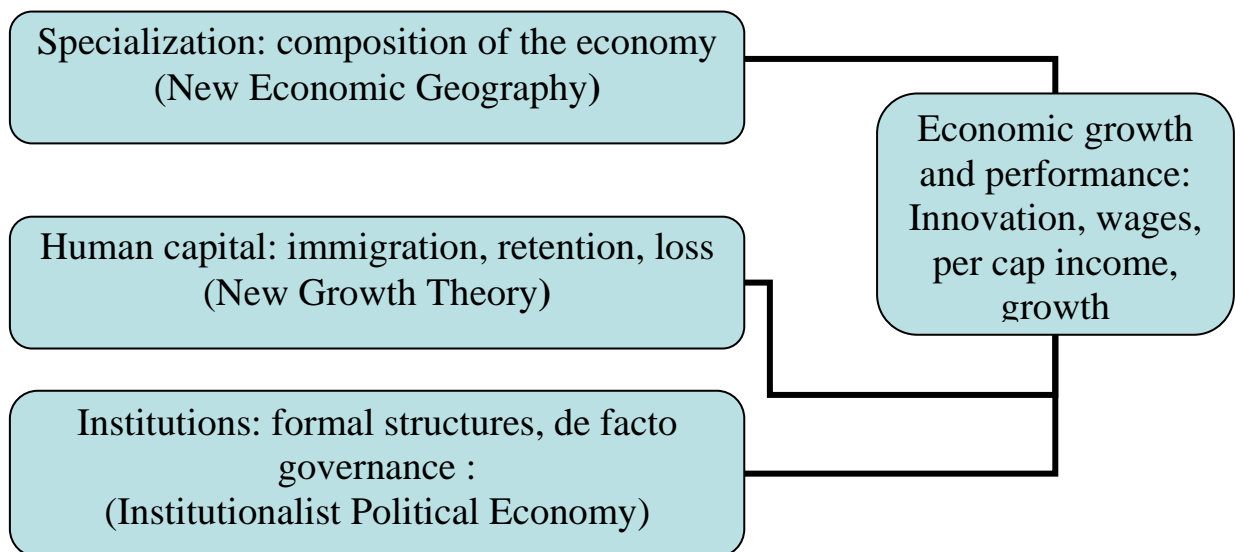 Specialization: composition of the economy
(New Economic Geography)
Human capital: immigration, retention, loss
(New Growth Theory)
Institutions: formal structures, de facto
governance :
(Institutionalist Political Economy)
Economic growth
and performance:
Innovation, wages,
per cap income,
growth